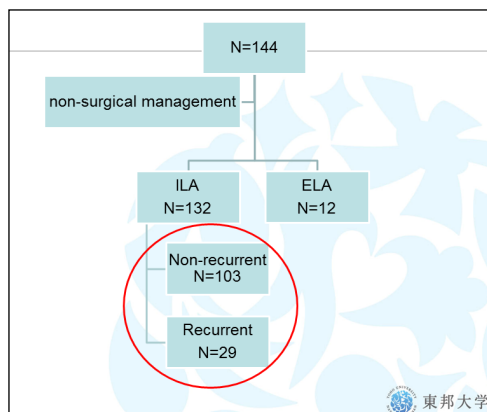 N=144
non-surgical management
ILA
N=132
ELA
N=12
Non-recurrent
N=103
Recurrent
N=29
東邦大学